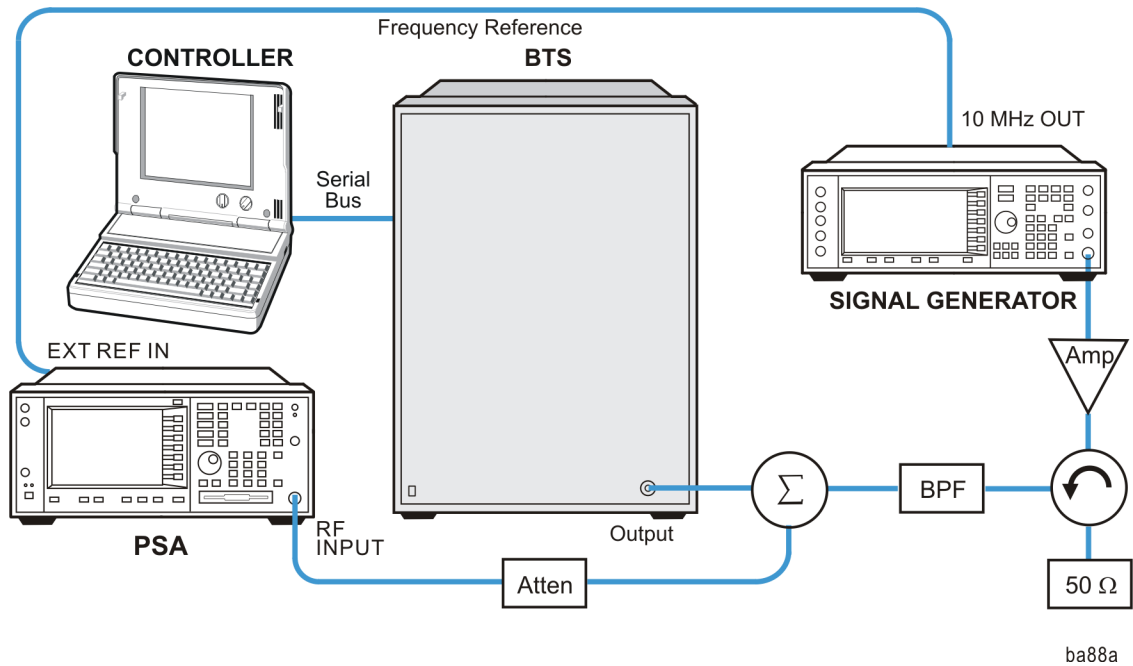 Frequency Reference
CONTROLLER
BTS
10 MHz OUT
Serial
Bus
SIGNAL GENERATOR
EXT REF IN
Amp
Σ
BPF
PSA
RF
INPUT
Output
Atten
50 Ω
ba88a